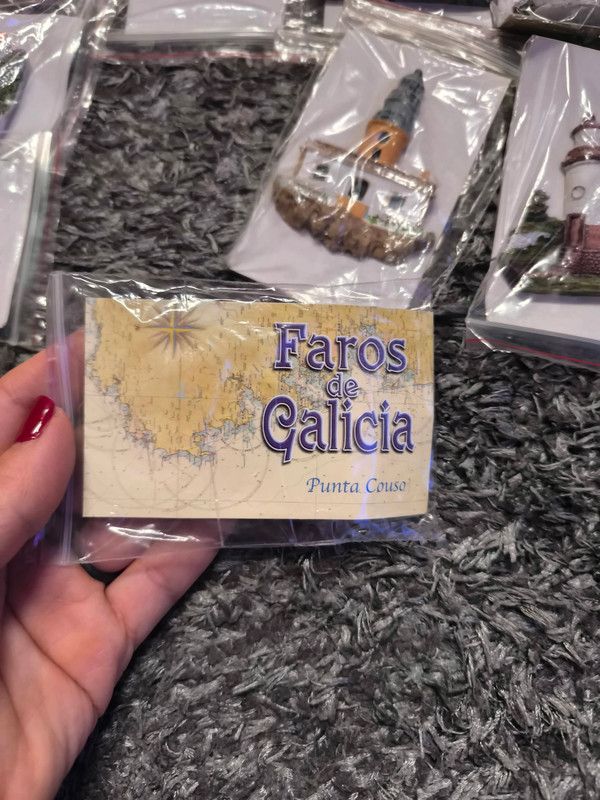 Faros
de
Galicia
Punta Couso